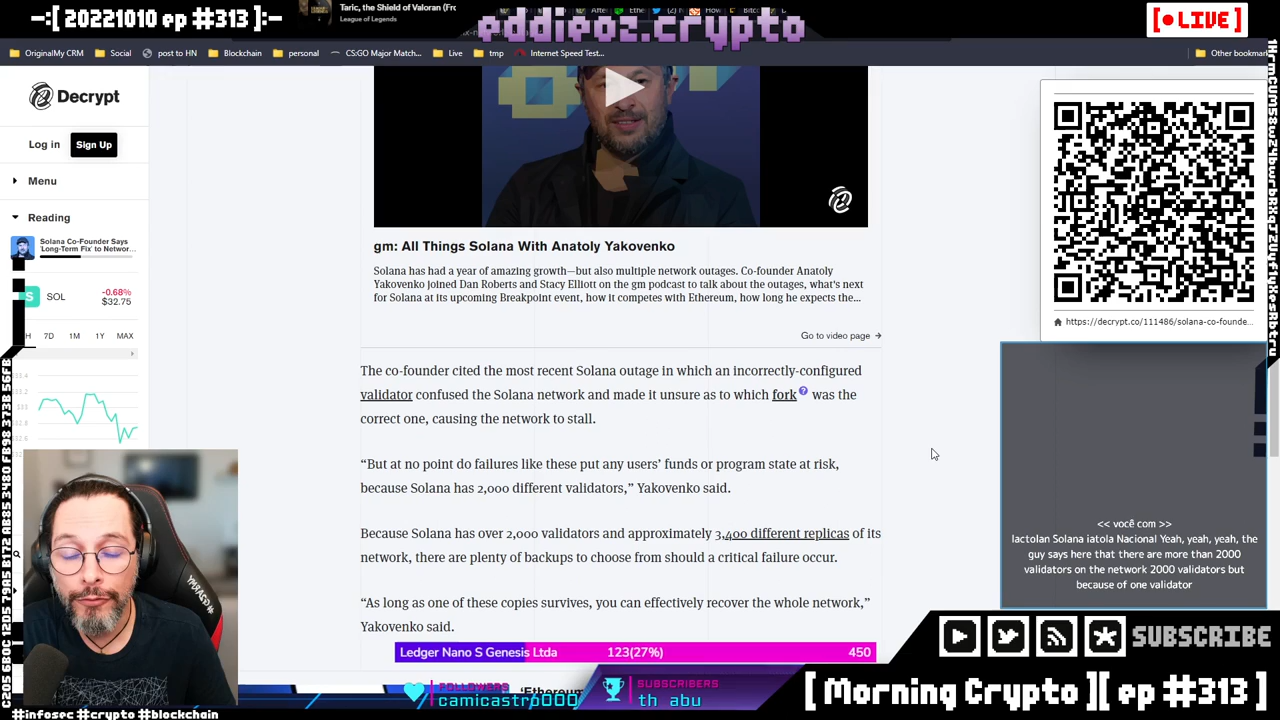 -:[ 20221010 ep #313 ]:-
Taric, the Shield of Valoran (Fr
League of Legends
eddieoz.crypto
[ LIVE ]
OriginalMy CRM
Social
post to HN
Blockchain
personal
CS:GO Major Match...
Live
tmp
Internet Speed Test...
Other bookmar
Decrypt
Log in
Sign Up
Menu
Reading
Solana Co-Founder Says
'Long-Term Fix' to Networ...
SOL
-0.68%
$32.75
H
7D
1M
1Y
MAX
gm: All Things Solana With Anatoly Yakovenko
Solana has had a year of amazing growth—but also multiple network outages. Co-founder Anatoly
Yakovenko joined Dan Roberts and Stacy Elliott on the gm podcast to talk about the outages, what's next
for Solana at its upcoming Breakpoint event, how it competes with Ethereum, how long he expects the...
Go to video page →
The co-founder cited the most recent Solana outage in which an incorrectly-configured
validator confused the Solana network and made it unsure as to which fork ? was the
correct one, causing the network to stall.
“But at no point do failures like these put any users’ funds or program state at risk,
because Solana has 2,000 different validators,” Yakovenko said.
Because Solana has over 2,000 validators and approximately 3,400 different replicas of its
network, there are plenty of backups to choose from should a critical failure occur.
“As long as one of these copies survives, you can effectively recover the whole network,”
Yakovenko said.
https://decrypt.co/111486/solana-co-founde...
<< você com >>
lactolan Solana iatola Nacional Yeah, yeah, yeah, the
guy says here that there are more than 2000
validators on the network 2000 validators but
because of one validator
Ledger Nano S Genesis Ltda
123(27%)
450
'Ethereum
FOLLOWERS
camicastrp000
SUBSCRIBERS
th_abu
SUBSCRIBE
[ Morning Crypto ][ ep #313 ]
#infosec #crypto #blockchain